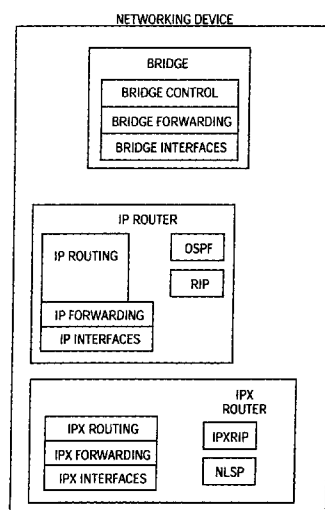 NETWORKING DEVICE
BRIDGE
BRIDGE CONTROL
BRIDGE FORWARDING
BRIDGE INTERFACES
IP ROUTER
IP ROUTING
OSPF
RIP
IP FORWARDING
IP INTERFACES
IPX
ROUTER
IPX ROUTING
IPXRIP
IPX FORWARDING
NLSP
IPX INTERFACES